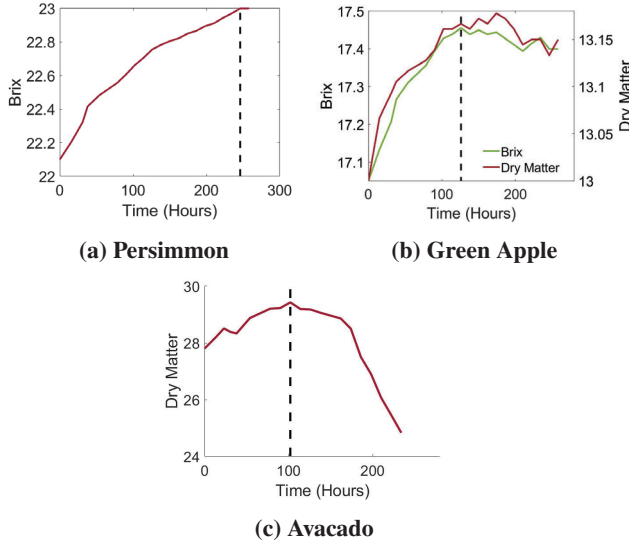 23
22.8
22.6
22.4
22.2
22
Brix
0 100 200 300
Time (Hours)
(a) Persimmon
17.5
17.4
17.3
17.2
17.1
Brix
13.15
13.1
13.05
13
Dry Matter
Brix
Dry Matter
0 100 200
Time (Hours)
(b) Green Apple
30
28
26
24
Dry Matter
0 100 200
Time (Hours)
(c) Avacado